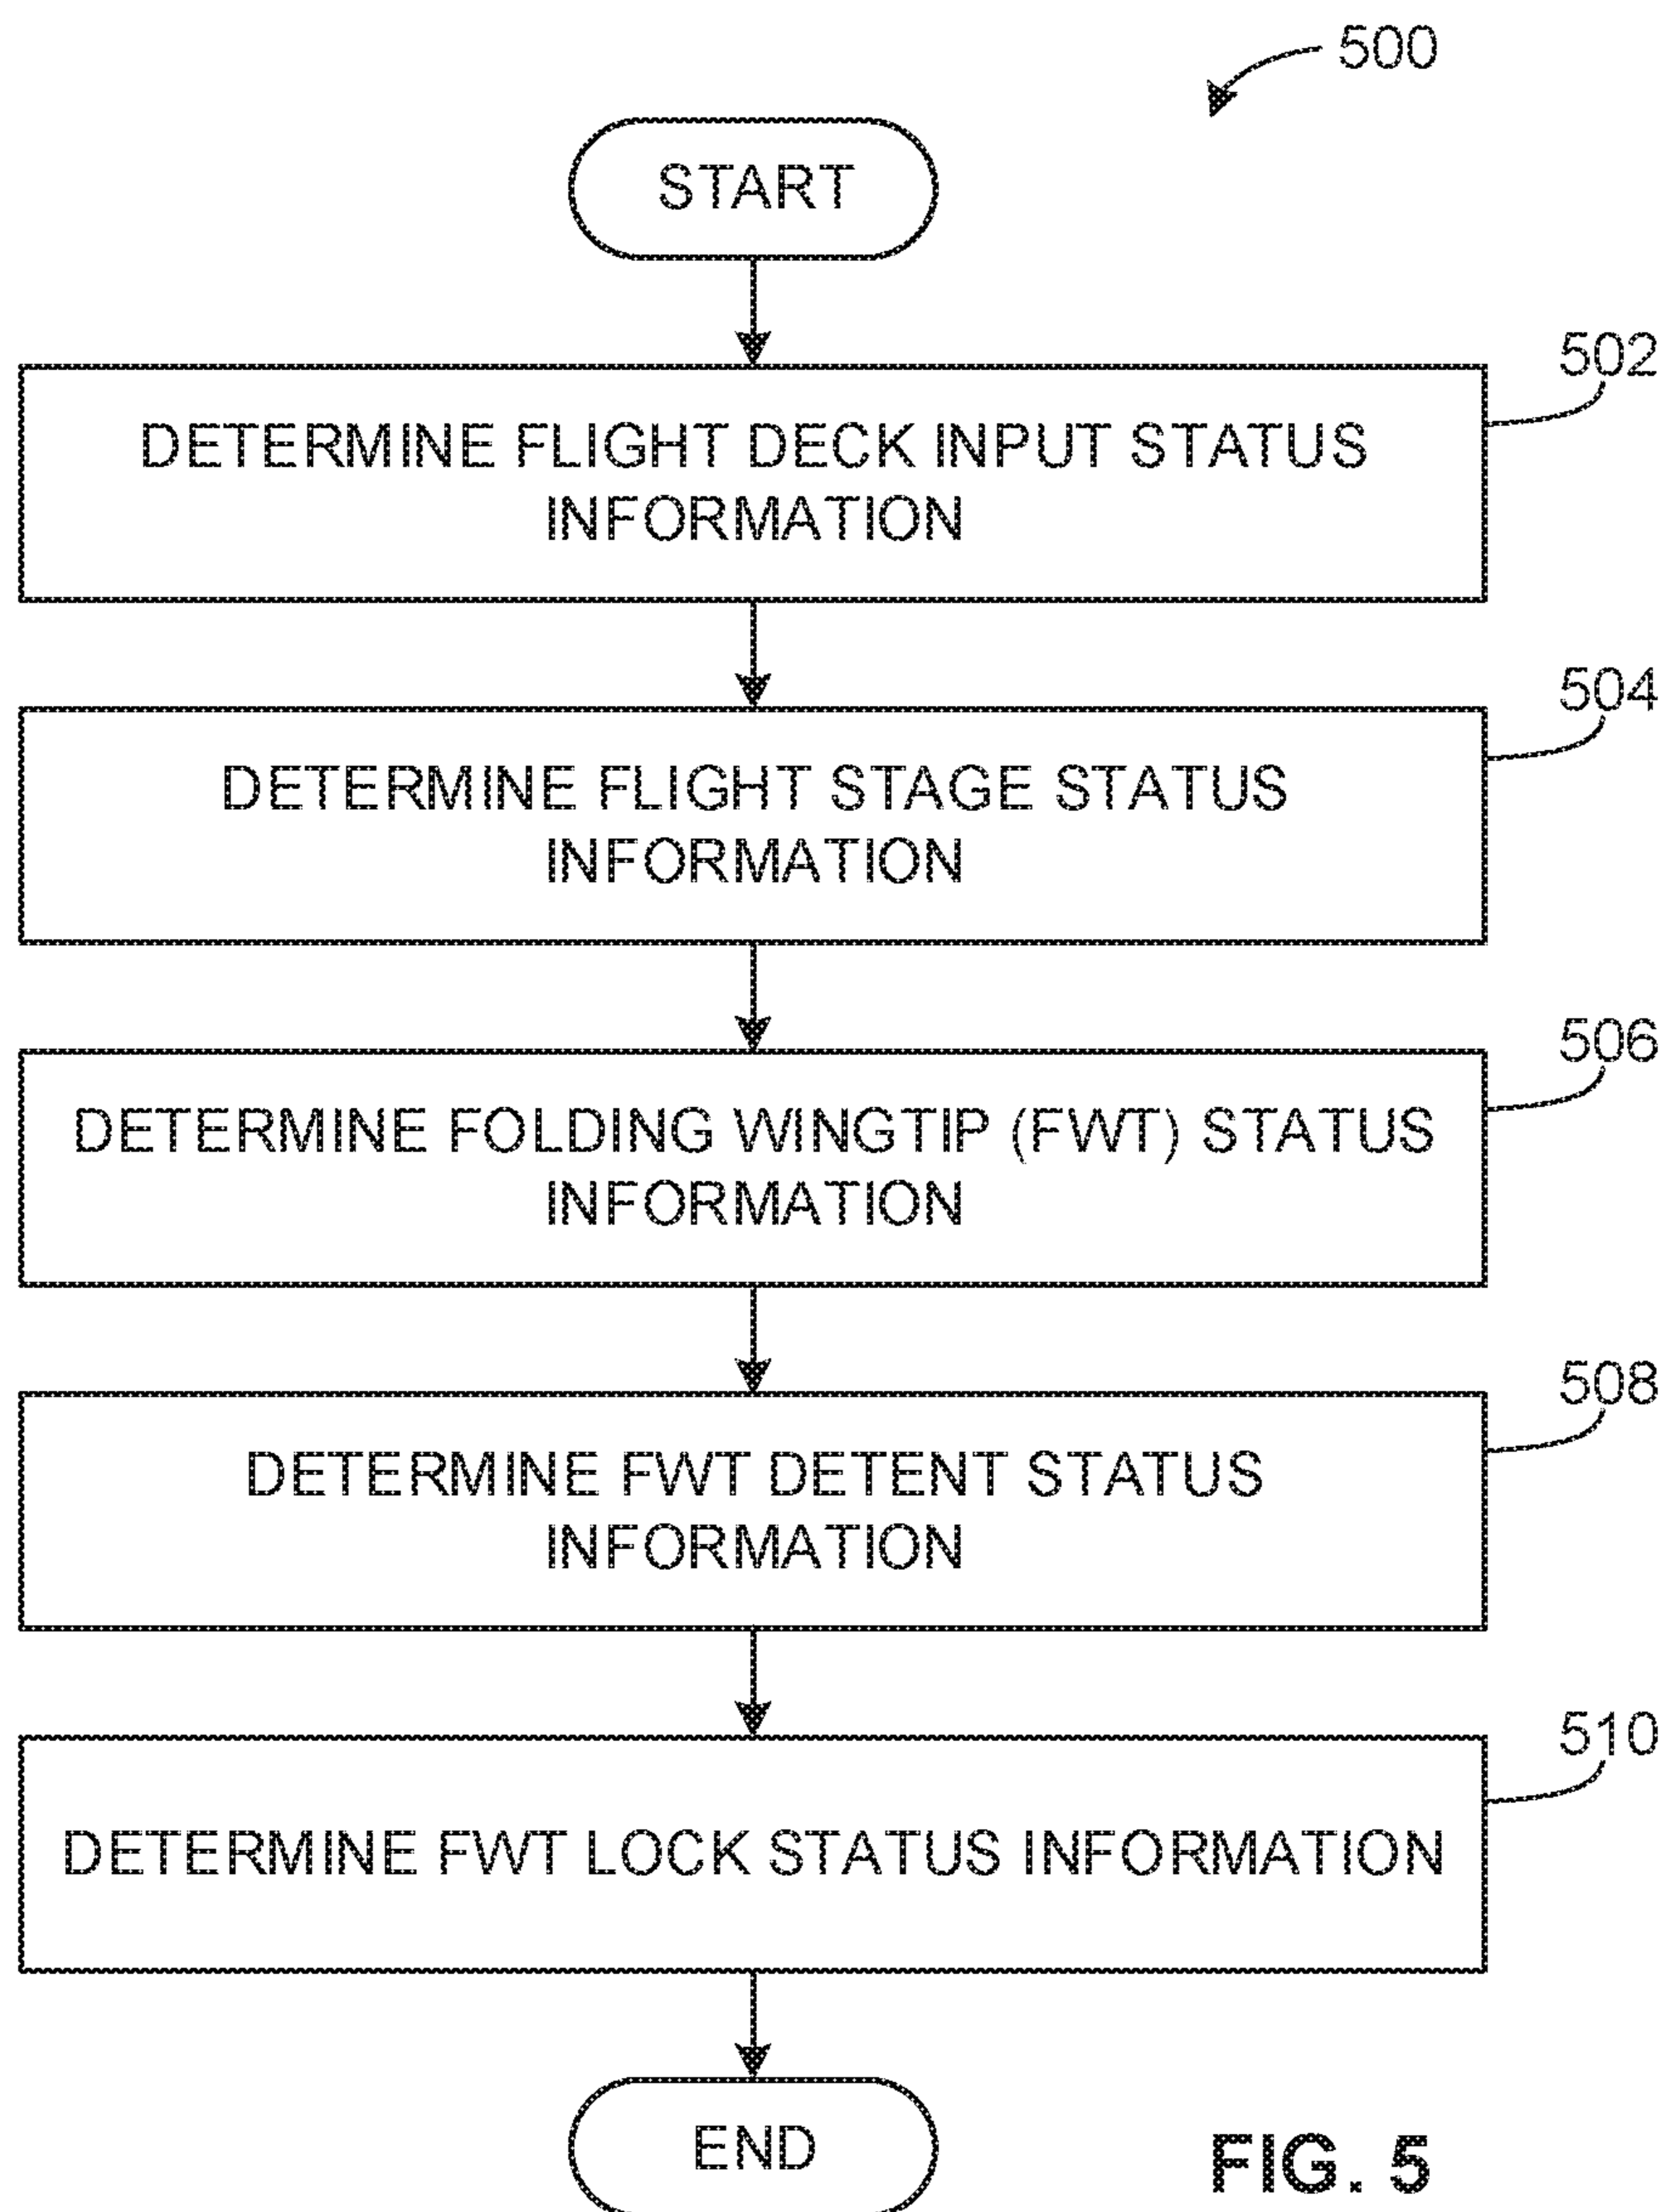 500
START
502
DETERMINE FLIGHT DECK INPUT STATUS
INFORMATION
504
DETERMINE FLIGHT STAGE STATUS
INFORMATION
506
DETERMINE FOLDING WINGTIP (FWT) STATUS
INFORMATION
508
DETERMINE FWT DETENT STATUS
INFORMATION
510
DETERMINE FWT LOCK STATUS INFORMATION
END
FIG. 5